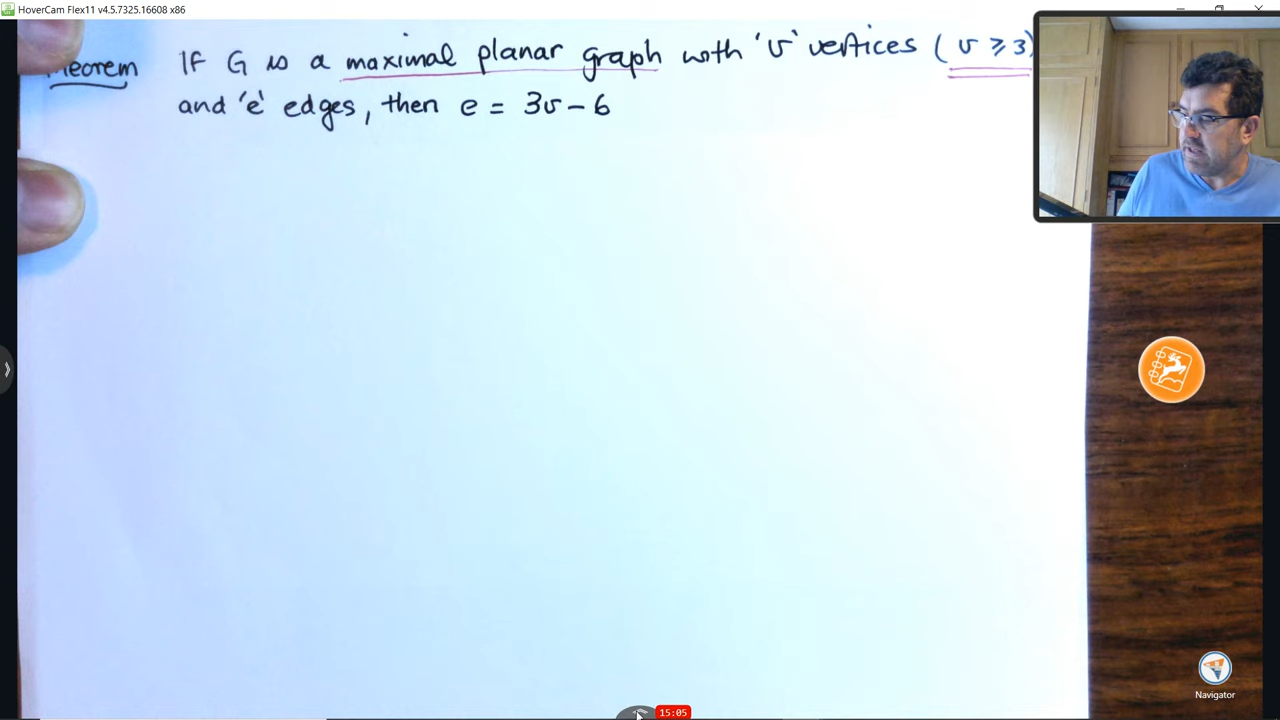 HoverCam Flex11 v4.5.7325.16608 x86
Theorem If G is a maximal planar graph with 'v' vertices (v ≥ 3)
and 'e' edges, then e = 3v - 6
Navigator
15:05